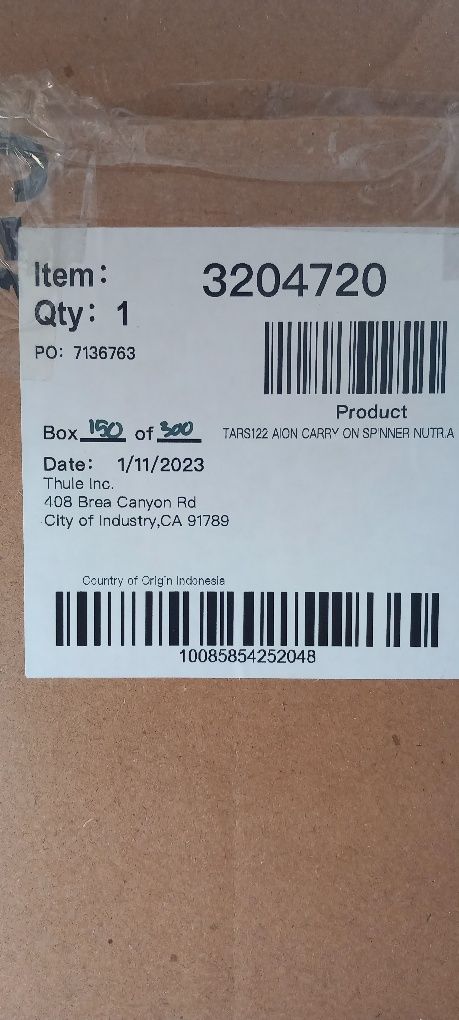 Item: 3204720
Qty: 1
PO: 7136763
Product
Box 150 of 300
TARS122 AION CARRY ON SPINNER NUTR.A
Date: 1/11/2023
Thule Inc.
408 Brea Canyon Rd
City of Industry,CA 91789
Country of Origin Indonesia
10085854252048